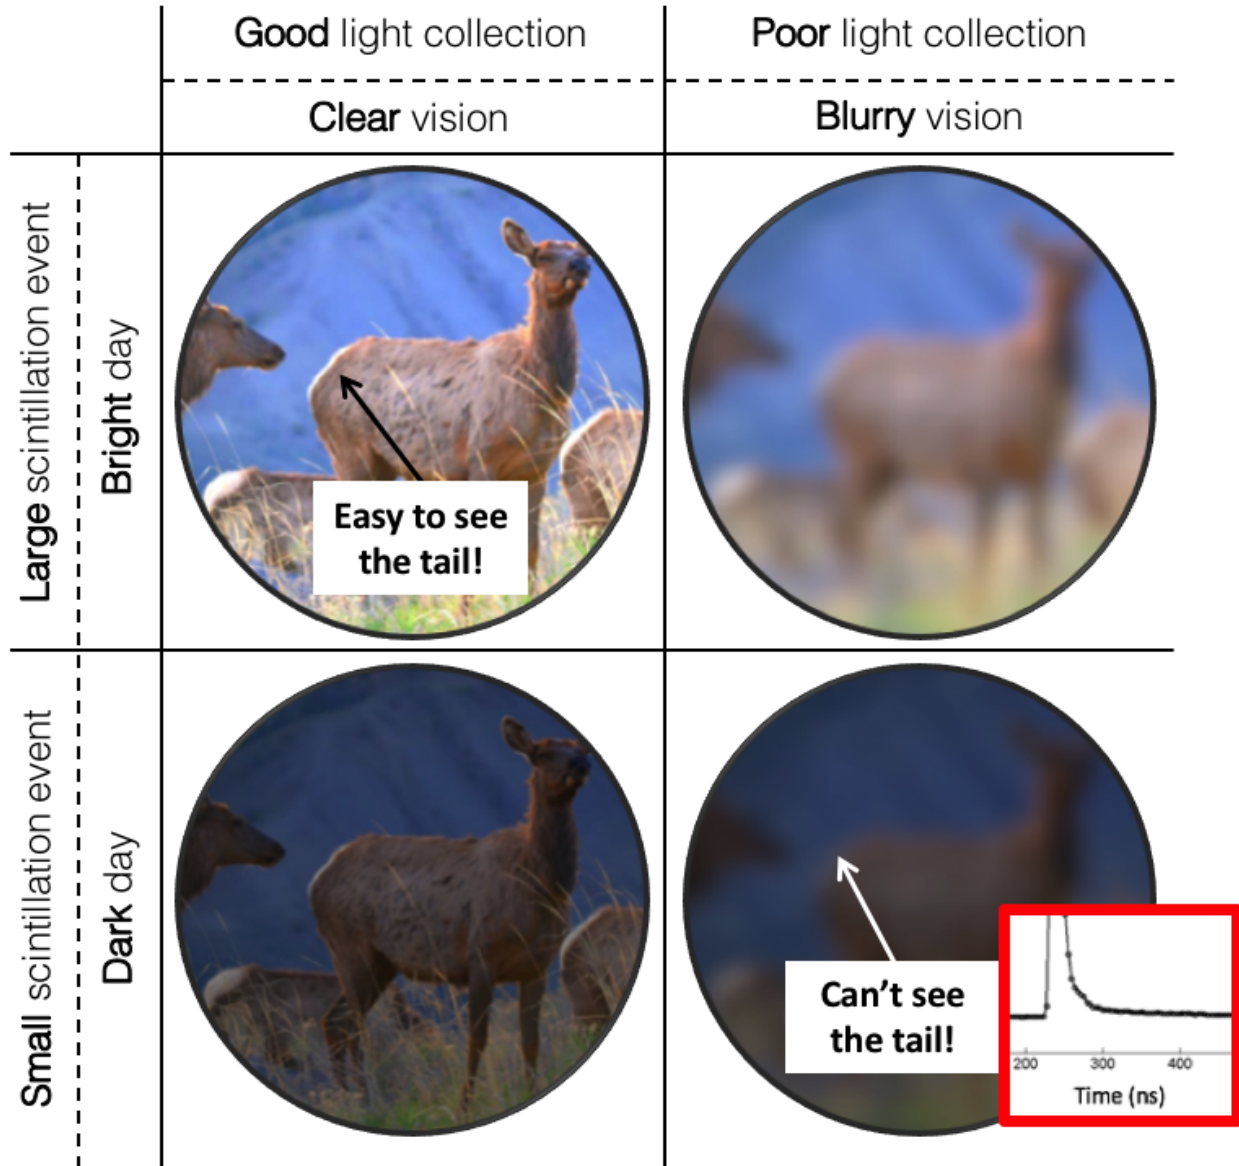 Good light collection
Poor light collection
Clear vision
Blurry vision
Large scintillation event
Bright day
Easy to see
the tail!
Small scintillation event
Dark day
Can't see
the tail!
200 300 400
Time (ns)